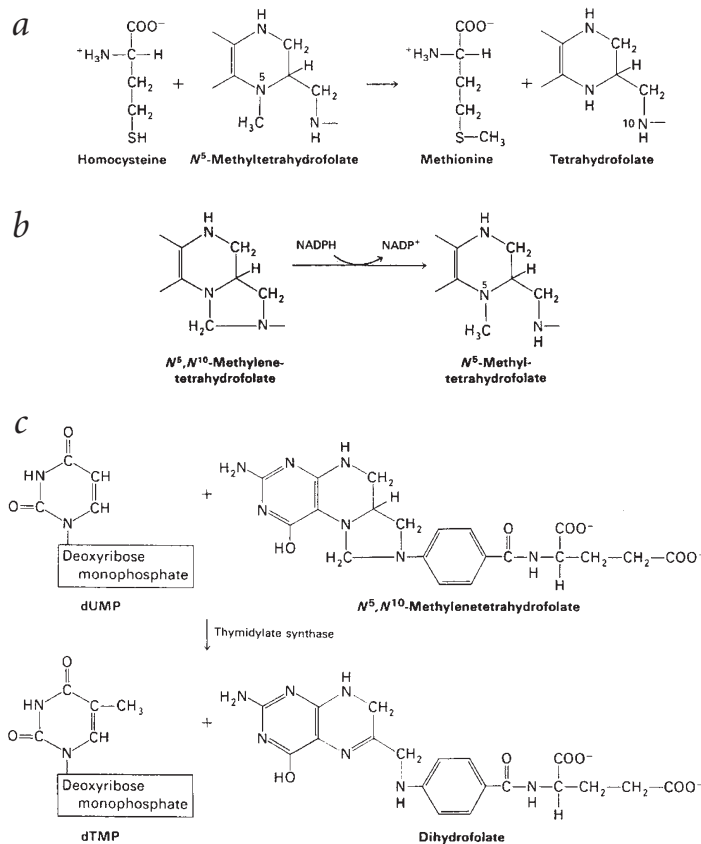 a
COO⁻
⁺H₃N—C—H
CH₂
CH₂
SH
Homocysteine
+
H
N
CH₂
H
5
N
CH₂
H₃C
N—
H
N⁵-Methyltetrahydrofolate
COO⁻
⁺H₃N—C—H
CH₂
CH₂
S—CH₃
Methionine
+
H
N
CH₂
H
N
H
CH₂
10 N—
H
Tetrahydrofolate
b
H
N
CH₂
H
N
CH₂
H₂C
N—
N⁵,N¹⁰-Methylene-
tetrahydrofolate
NADPH
NADP⁺
H
N
CH₂
H
5
N
CH₂
H₃C
N—
H
N⁵-Methyl-
tetrahydrofolate
c
O
C
HN
CH
O=C
CH
N
Deoxyribose
monophosphate
dUMP
+
H₂N
N
H
N
CH₂
H
N
N
CH₂
HO
H₂C
N
O
C—N—C—CH₂—CH₂—COO⁻
H
COO⁻
H
N⁵,N¹⁰-Methylenetetrahydrofolate
Thymidylate synthase
O
C
HN
C—CH₃
O=C
CH
N
Deoxyribose
monophosphate
dTMP
+
H₂N
N
H
N
CH₂
N
N
CH₂
HO
N
H
O
C—N—C—CH₂—CH₂—COO⁻
H
COO⁻
H
Dihydrofolate